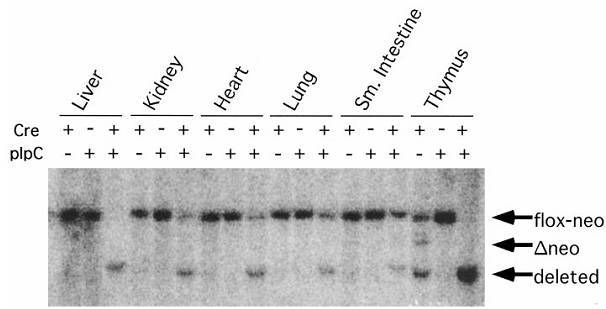 Liver Kidney Heart Lung Sm. Intestine Thymus
Cre + - + + - + + - + + - + + - + + - +
pIpC - + + - + + - + + - + + - + + - + +
flox-neo
Δneo
deleted